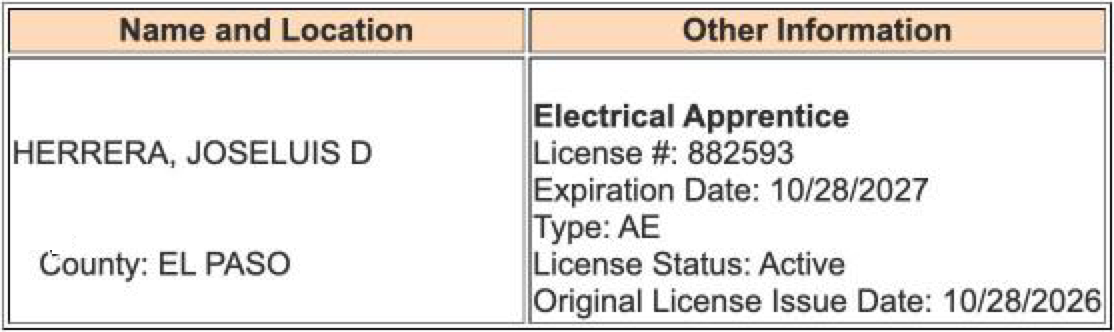 Name and Location
Other Information
HERRERA, JOSELUIS D
County: EL PASO
Electrical Apprentice
License #: 882593
Expiration Date: 10/28/2027
Type: AE
License Status: Active
Original License Issue Date: 10/28/2026